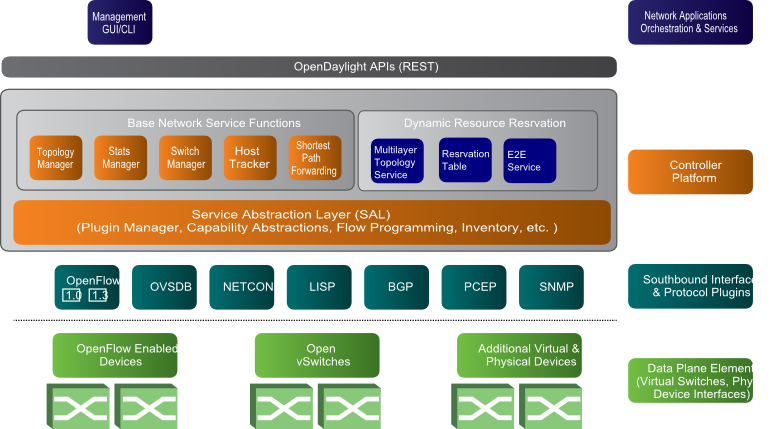 Management
GUI/CLI
Network Applications
Orchestration & Services
OpenDaylight APIs (REST)
Base Network Service Functions
Dynamic Resource Resrvation
Topology
Manager
Stats
Manager
Switch
Manager
Host
Tracker
Shortest
Path
Forwarding
Multilayer
Topology
Service
Resrvation
Table
E2E
Service
Controller
Platform
Service Abstraction Layer (SAL)
(Plugin Manager, Capability Abstractions, Flow Programming, Inventory, etc. )
OpenFlow
1.0 1.3
OVSDB
NETCON
LISP
BGP
PCEP
SNMP
Southbound Interface
& Protocol Plugins
OpenFlow Enabled
Devices
Open
vSwitches
Additional Virtual &
Physical Devices
Data Plane Element
(Virtual Switches, Phy
Device Interfaces)